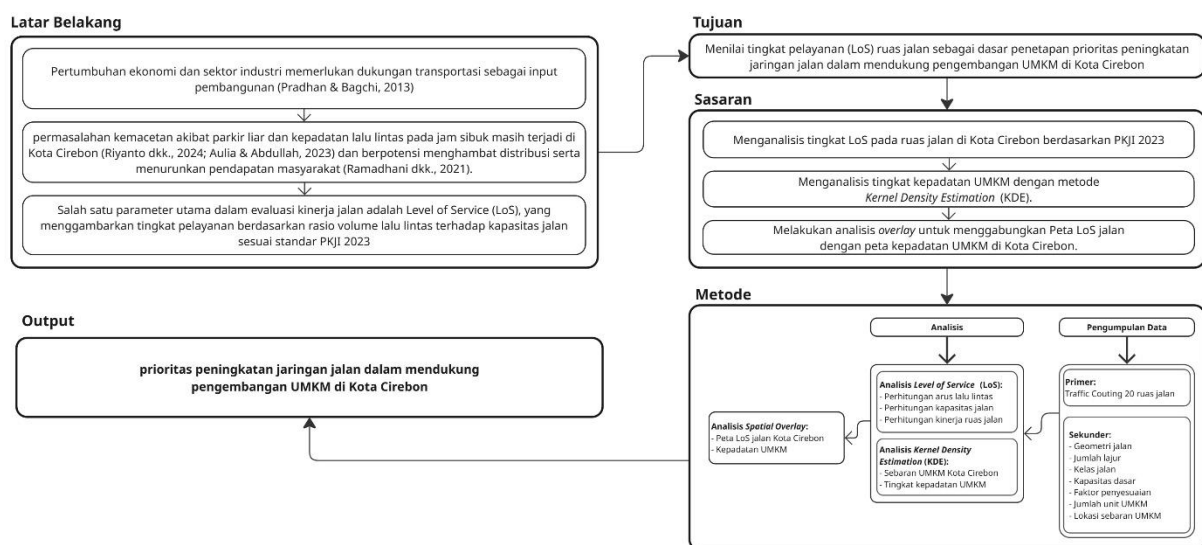 Latar Belakang
Pertumbuhan ekonomi dan sektor industri memerlukan dukungan transportasi sebagai input
pembangunan (Pradhan & Bagchi, 2013)
permasalahan kemacetan akibat parkir liar dan kepadatan lalu lintas pada jam sibuk masih terjadi di
Kota Cirebon (Riyanto dkk., 2024; Aulia & Abdullah, 2023) dan berpotensi menghambat distribusi serta
menurunkan pendapatan masyarakat (Ramadhani dkk., 2021).
Salah satu parameter utama dalam evaluasi kinerja jalan adalah Level of Service (LoS), yang
menggambarkan tingkat pelayanan berdasarkan rasio volume lalu lintas terhadap kapasitas jalan
sesuai standar PKJI 2023
Tujuan
Menilai tingkat pelayanan (LoS) ruas jalan sebagai dasar penetapan prioritas peningkatan
jaringan jalan dalam mendukung pengembangan UMKM di Kota Cirebon
Sasaran
Menganalisis tingkat LoS pada ruas jalan di Kota Cirebon berdasarkan PKJI 2023
Menganalisis tingkat kepadatan UMKM dengan metode
Kernel Density Estimation (KDE).
Melakukan analisis overlay untuk menggabungkan Peta LoS jalan
dengan peta kepadatan UMKM di Kota Cirebon.
Metode
Pengumpulan Data
Primer:
Traffic Couting 20 ruas jalan
Sekunder:
- Geometri jalan
- Jumlah lajur
- Kelas jalan
- Kapasitas dasar
- Faktor penyesuaian
- Jumlah unit UMKM
- Lokasi sebaran UMKM
Analisis
Analisis Level of Service (LoS):
- Perhitungan arus lalu lintas
- Perhitungan kapasitas jalan
- Perhitungan kinerja ruas jalan
Analisis Kernel Density
Estimation (KDE):
- Sebaran UMKM Kota Cirebon
- Tingkat kepadatan UMKM
Analisis Spatial Overlay:
- Peta LoS jalan Kota Cirebon
- Kepadatan UMKM
Output
prioritas peningkatan jaringan jalan dalam mendukung
pengembangan UMKM di Kota Cirebon